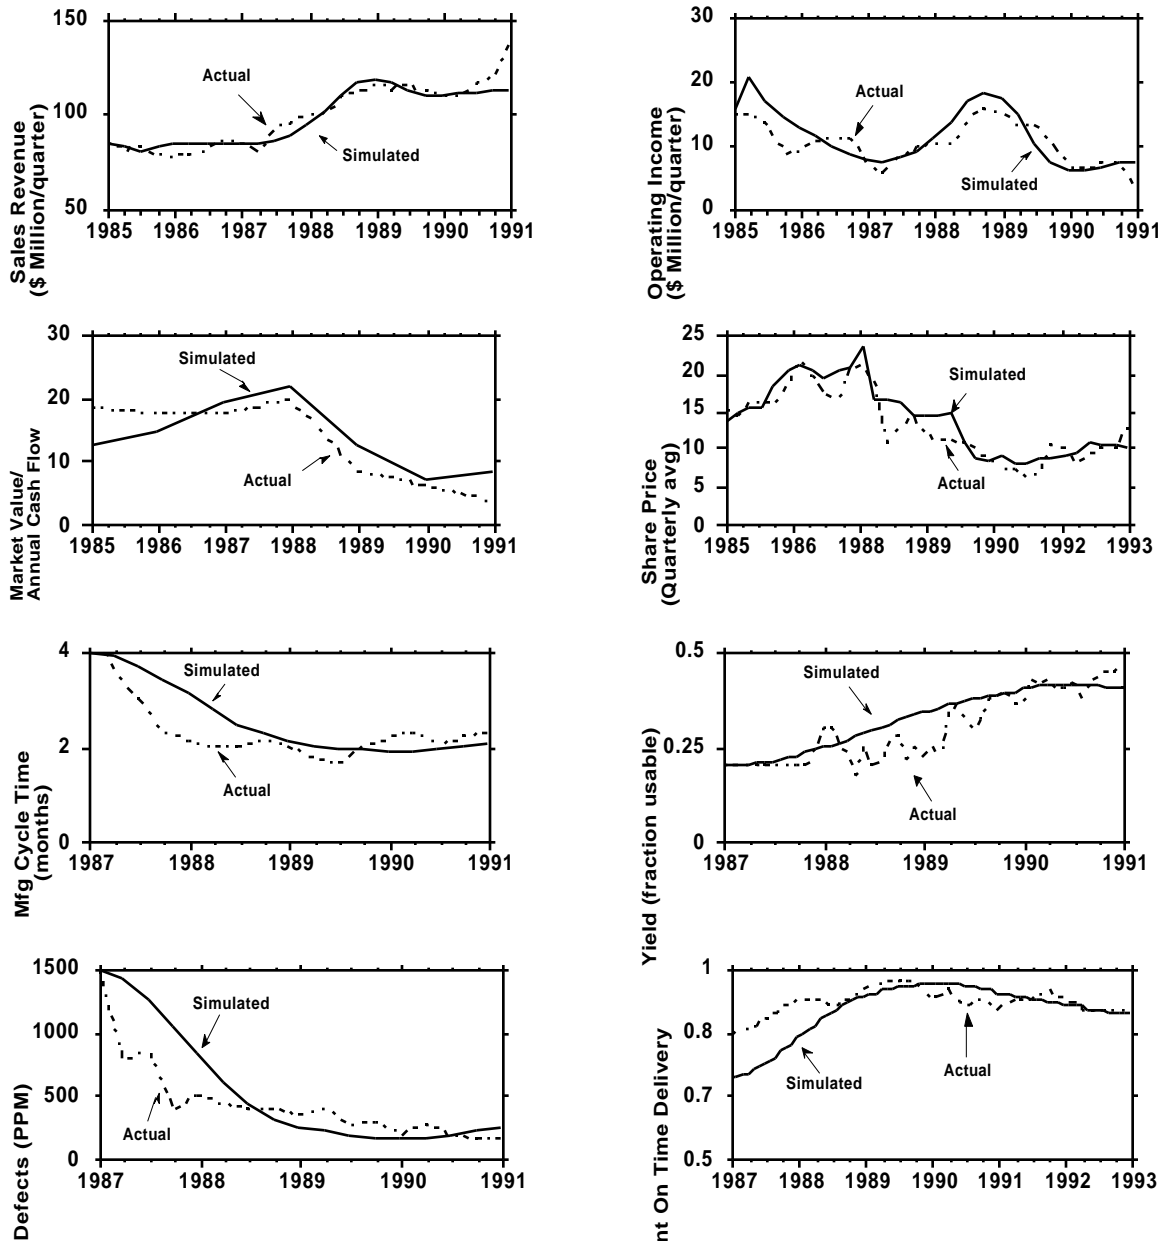 150
100
50
Actual
Simulated
1985 1986 1987 1988 1989 1990 1991
Sales Revenue
($ Million/quarter)
30
20
10
0
Actual
Simulated
1985 1986 1987 1988 1989 1990 1991
Operating Income
($ Million/quarter)
30
20
10
0
Simulated
Actual
1985 1986 1987 1988 1989 1990 1991
Market Value/
Annual Cash Flow
25
20
15
10
5
0
Simulated
Actual
1985 1986 1988 1989 1990 1992 1993
Share Price
(Quarterly avg)
4
2
0
Simulated
Actual
1987 1988 1989 1990 1991
Mfg Cycle Time
(months)
0.5
0.25
0
Simulated
Actual
1987 1988 1989 1990 1991
Yield (fraction usable)
1500
1000
500
0
Simulated
Actual
1987 1988 1989 1990 1991
Defects (PPM)
1
0.8
0.7
0.5
Simulated
Actual
1987 1988 1989 1990 1991 1992 1993
nt On Time Delivery